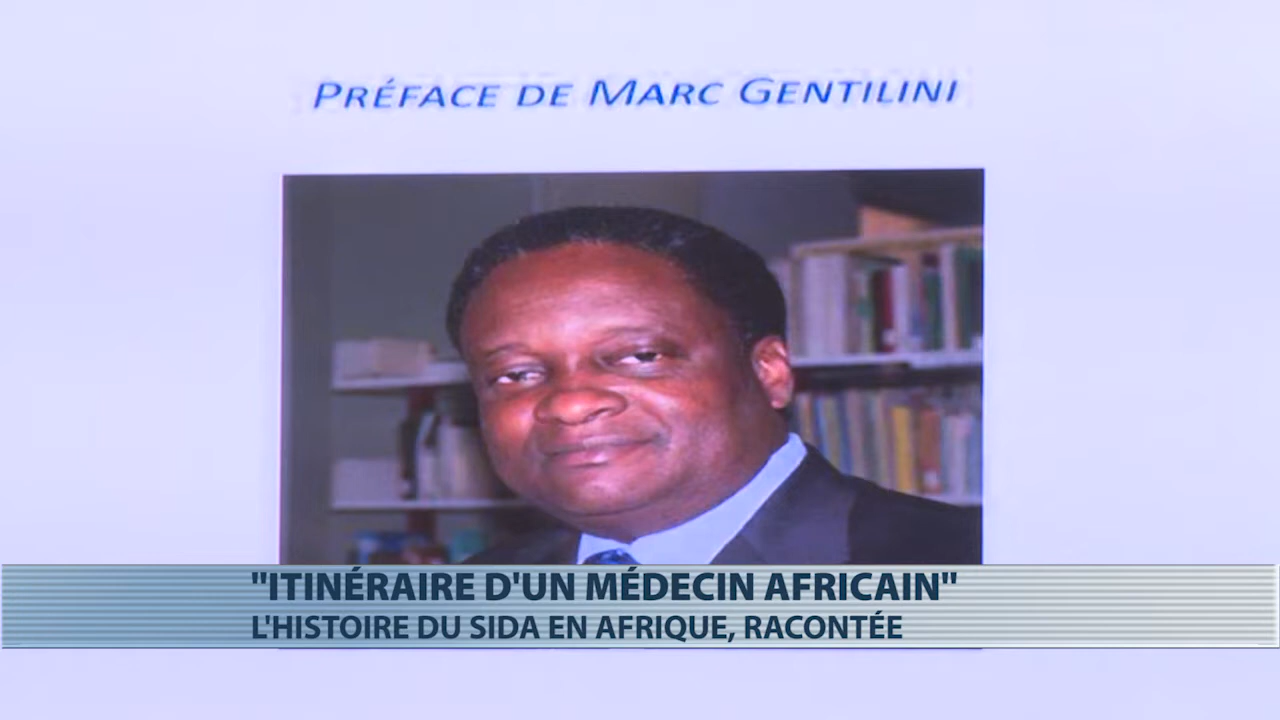 PRÉFACE DE MARC GENTILINI
"ITINÉRAIRE D'UN MÉDECIN AFRICAIN"
L'HISTOIRE DU SIDA EN AFRIQUE, RACONTÉE